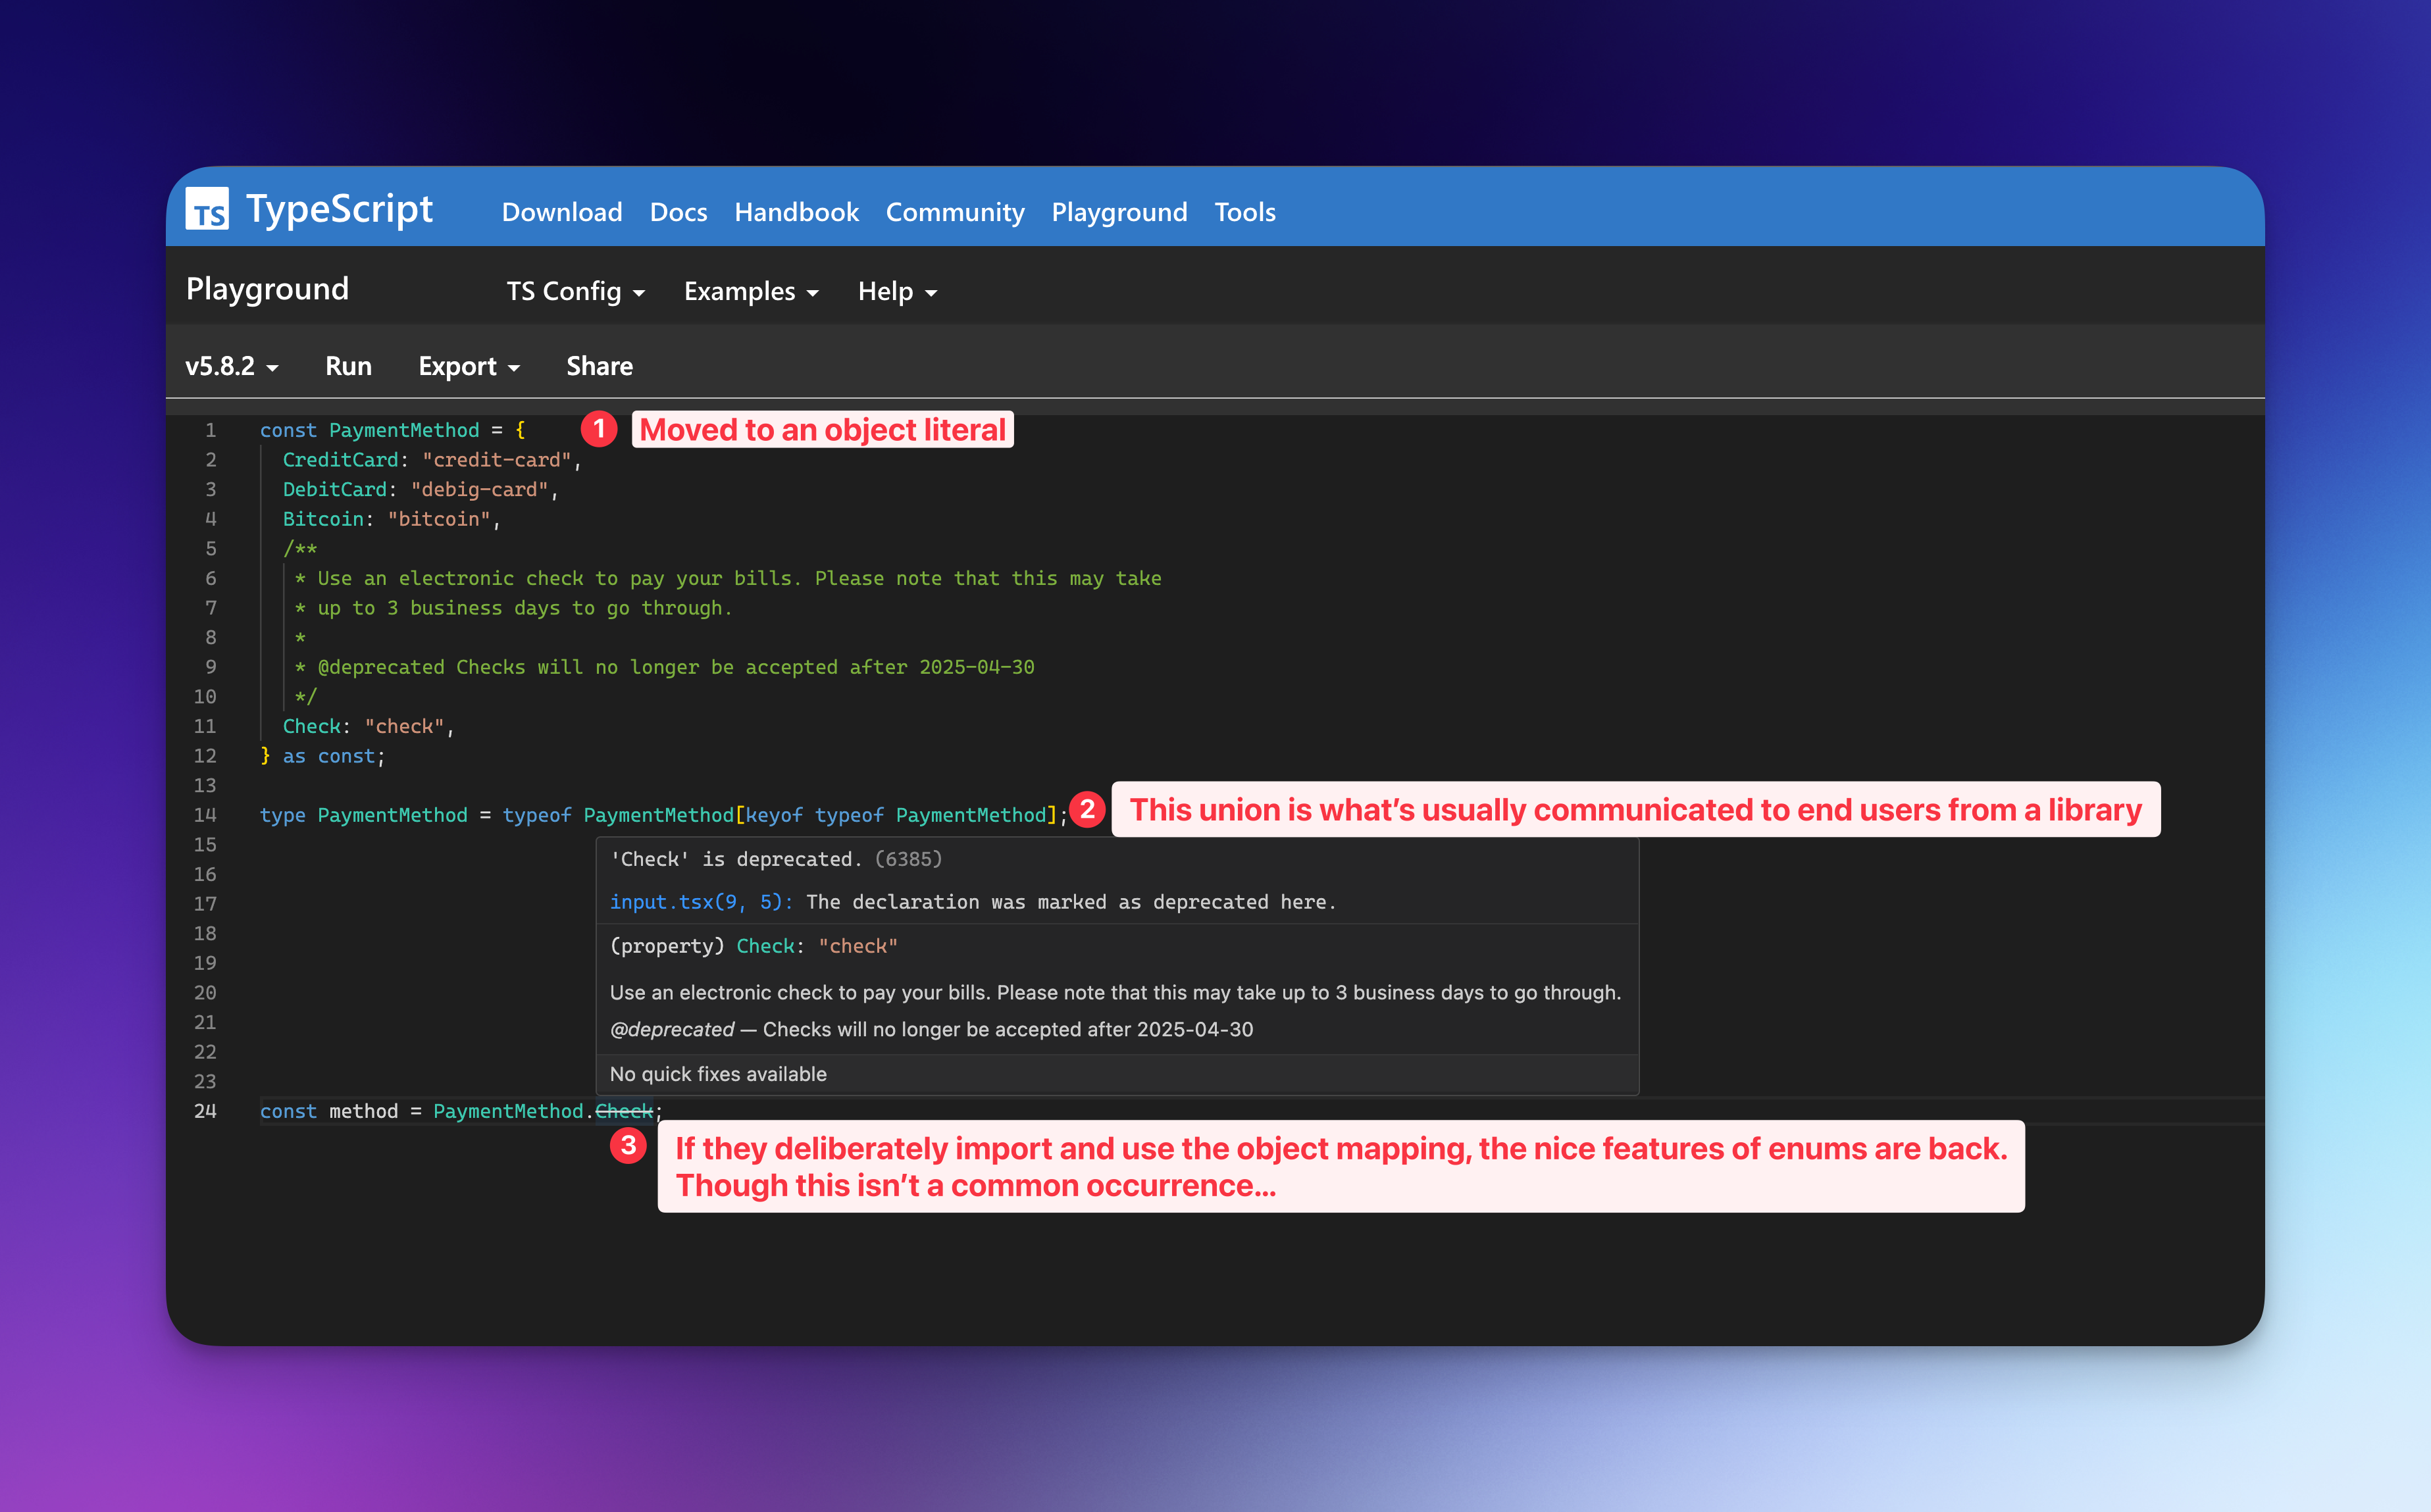 TS TypeScript Download Docs Handbook Community Playground Tools
Playground TS Config Examples Help
v5.8.2 Run Export Share
1 const PaymentMethod = { 1 Moved to an object literal
2 CreditCard: "credit-card",
3 DebitCard: "debig-card",
4 Bitcoin: "bitcoin",
5 /**
6 * Use an electronic check to pay your bills. Please note that this may take
7 * up to 3 business days to go through.
8 *
9 * @deprecated Checks will no longer be accepted after 2025-04-30
10 */
11 Check: "check",
12 } as const;
13
14 type PaymentMethod = typeof PaymentMethod[keyof typeof PaymentMethod]; 2 This union is what's usually communicated to end users from a library
15
'Check' is deprecated. (6385)
16
input.tsx(9, 5): The declaration was marked as deprecated here.
17
18
(property) Check: "check"
19
20 Use an electronic check to pay your bills. Please note that this may take up to 3 business days to go through.
21 @deprecated — Checks will no longer be accepted after 2025-04-30
22
23 No quick fixes available
24 const method = PaymentMethod.Check;
3 If they deliberately import and use the object mapping, the nice features of enums are back.
Though this isn't a common occurrence...